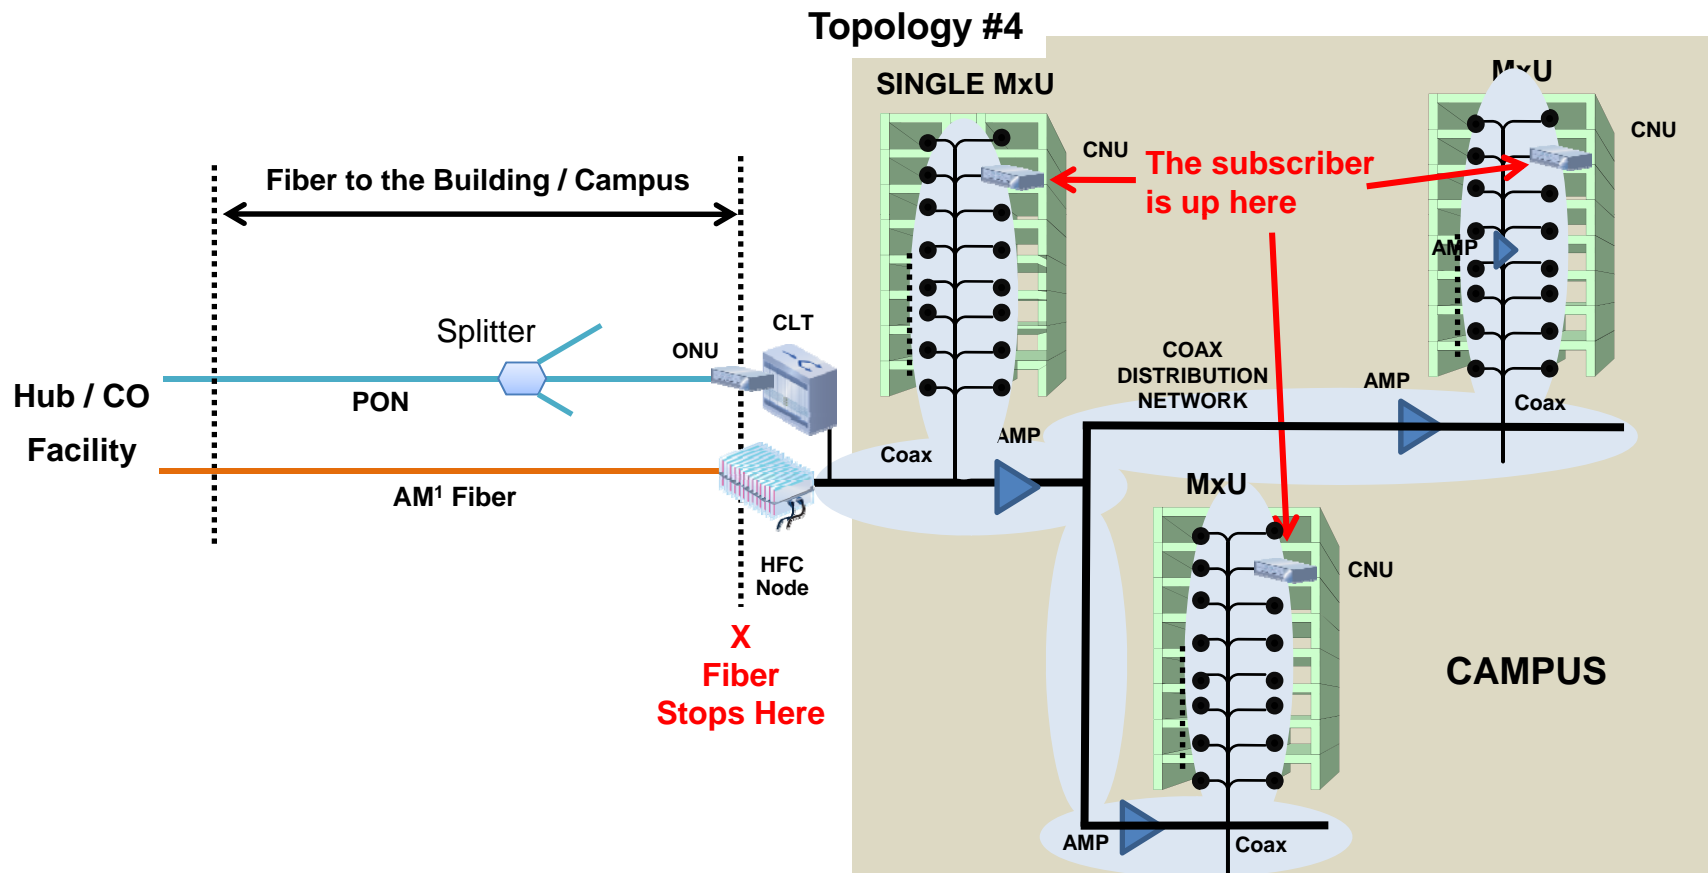 Topology #4
SINGLE MxU
MxU
CNU
CNU
The subscriber
is up here
Fiber to the Building / Campus
AMP
Splitter
CLT
ONU
COAX
DISTRIBUTION
NETWORK
AMP
Hub / CO
Facility
PON
Coax
AMP
Coax
AM¹ Fiber
MxU
HFC
Node
CNU
X
Fiber
Stops Here
CAMPUS
AMP
Coax